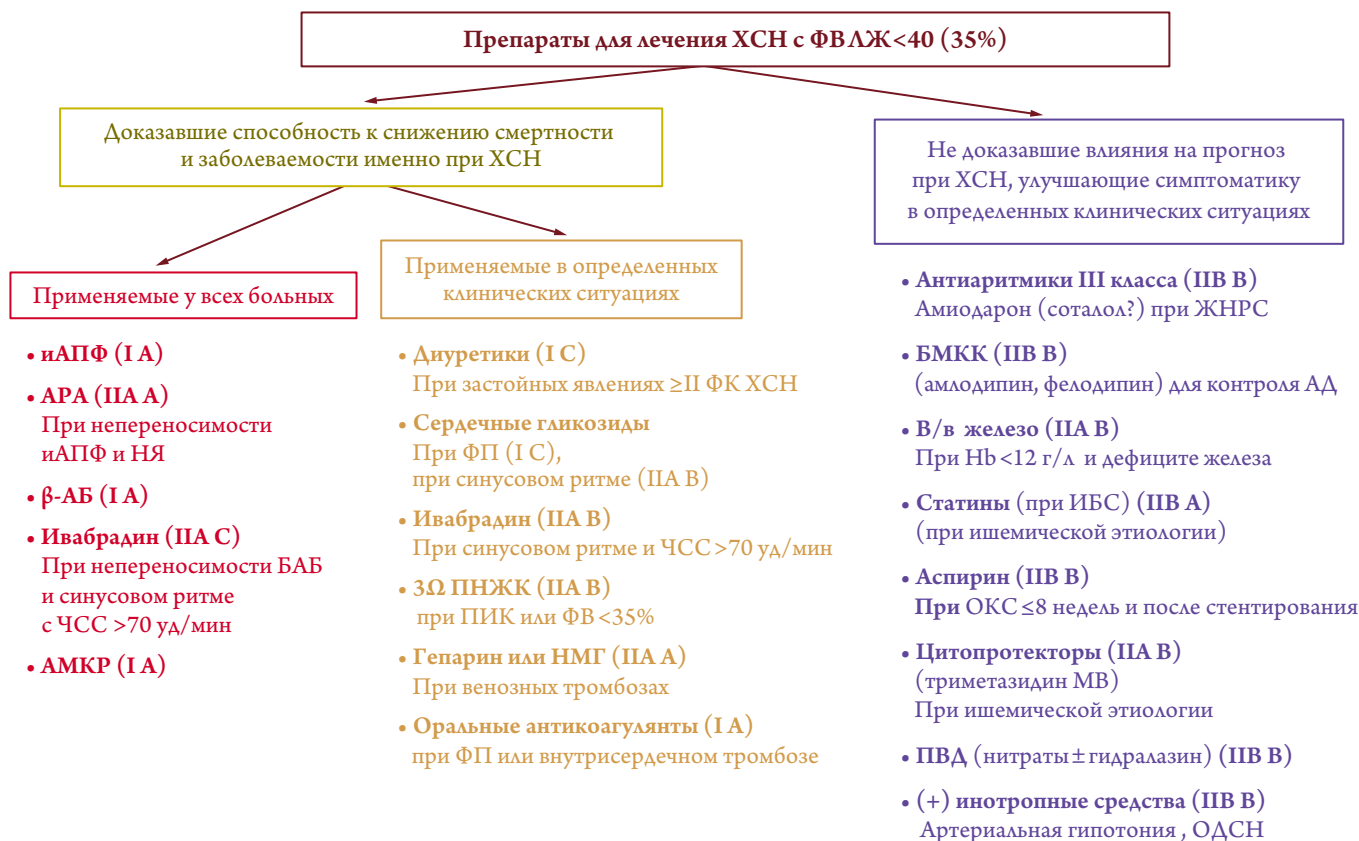 Препараты для лечения ХСН с ФВЛЖ<40 (35%)
Доказавшие способность к снижению смертности
и заболеваемости именно при ХСН
Не доказавшие влияния на прогноз
при ХСН, улучшающие симптоматику
в определенных клинических ситуациях
Применяемые у всех больных
• иАПФ (I A)
• АРА (IIA A)
При непереносимости
иАПФ и НЯ
• β-АБ (I A)
• Ивабрадин (IIA C)
При непереносимости БАБ
и синусовом ритме
с ЧСС >70 уд/мин
• АМКР (I A)
Применяемые в определенных
клинических ситуациях
• Диуретики (I C)
При застойных явлениях ≥II ФК ХСН
• Сердечные гликозиды
При ФП (I C),
при синусовом ритме (IIA B)
• Ивабрадин (IIA B)
При синусовом ритме и ЧСС >70 уд/мин
• 3Ω ПНЖК (IIA B)
при ПИК или ФВ <35%
• Гепарин или НМГ (IIA A)
При венозных тромбозах
• Оральные антикоагулянты (I A)
при ФП или внутрисердечном тромбозе
• Антиаритмики III класса (IIB B)
Амиодарон (соталол?) при ЖНРС
• БМКК (IIB B)
(амлодипин, фелодипин) для контроля АД
• В/в железо (IIA B)
При Hb <12 г/л и дефиците железа
• Статины (при ИБС) (IIB A)
(при ишемической этиологии)
• Аспирин (IIB B)
При ОКС ≤8 недель и после стентирования
• Цитопротекторы (IIA B)
(триметазидин МВ)
При ишемической этиологии
• ПВД (нитраты ± гидралазин) (IIB B)
• (+) инотропные средства (IIB B)
Артериальная гипотония , ОДСН